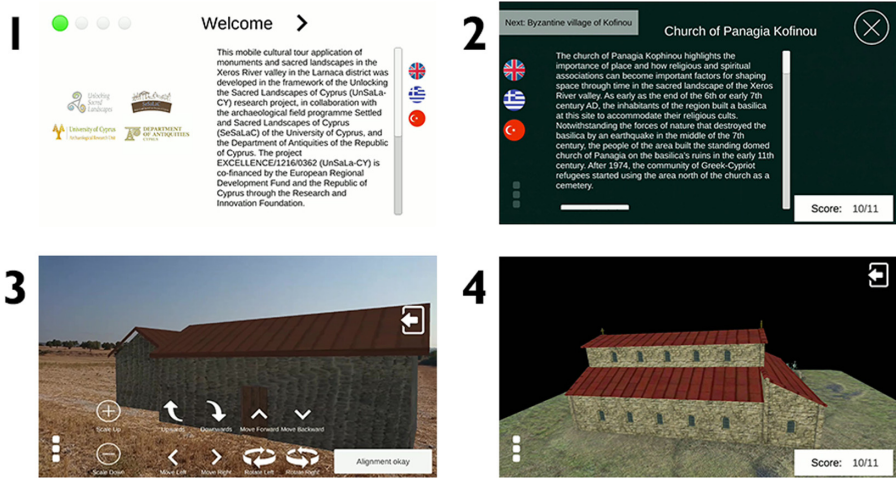 1
Welcome
This mobile cultural tour application of
monuments and sacred landscapes in the
Xeros River valley in the Larnaca district was
developed in the framework of the Unlocking
the Sacred Landscapes of Cyprus (UnSaLa-
CY) research project, in collaboration with
the archaeological field programme Settled
and Sacred Landscapes of Cyprus
(SeSaLaC) of the University of Cyprus, and
the Department of Antiquities of the Republic
of Cyprus. The project
EXCELLENCE/1216/0362 (UnSaLa-CY) is
co-financed by the European Regional
Development Fund and the Republic of
Cyprus through the Research and
Innovation Foundation.
Unlocking
Sacred
Landscapes
SeSaLaC
University of Cyprus
DEPARTMENT
OF ANTIQUITIES
CYPRUS
2
Next: Byzantine village of Kofinou
Church of Panagia Kofinou
The church of Panagia Kophinou highlights the
importance of place and how religious and spiritual
associations can become important factors for shaping
space through time in the sacred landscape of the Xeros
River valley. As early as the end of the 6th or early 7th
century AD, the inhabitants of the region built a basilica
at this site to accommodate their religious cults.
Notwithstanding the forces of nature that destroyed the
basilica by an earthquake in the middle of the 7th
century, the people of the area built the standing domed
church of Panagia on the basilica's ruins in the early 11th
century. After 1974, the community of Greek-Cypriot
refugees started using the area north of the church as a
cemetery.
Score: 10/11
3
Scale Up
Upwards
Downwards
Move Forward
Move Backward
Scale Down
Move Left
Move Right
Rotate Left
Rotate Right
Alignment okay
4
Score: 10/11